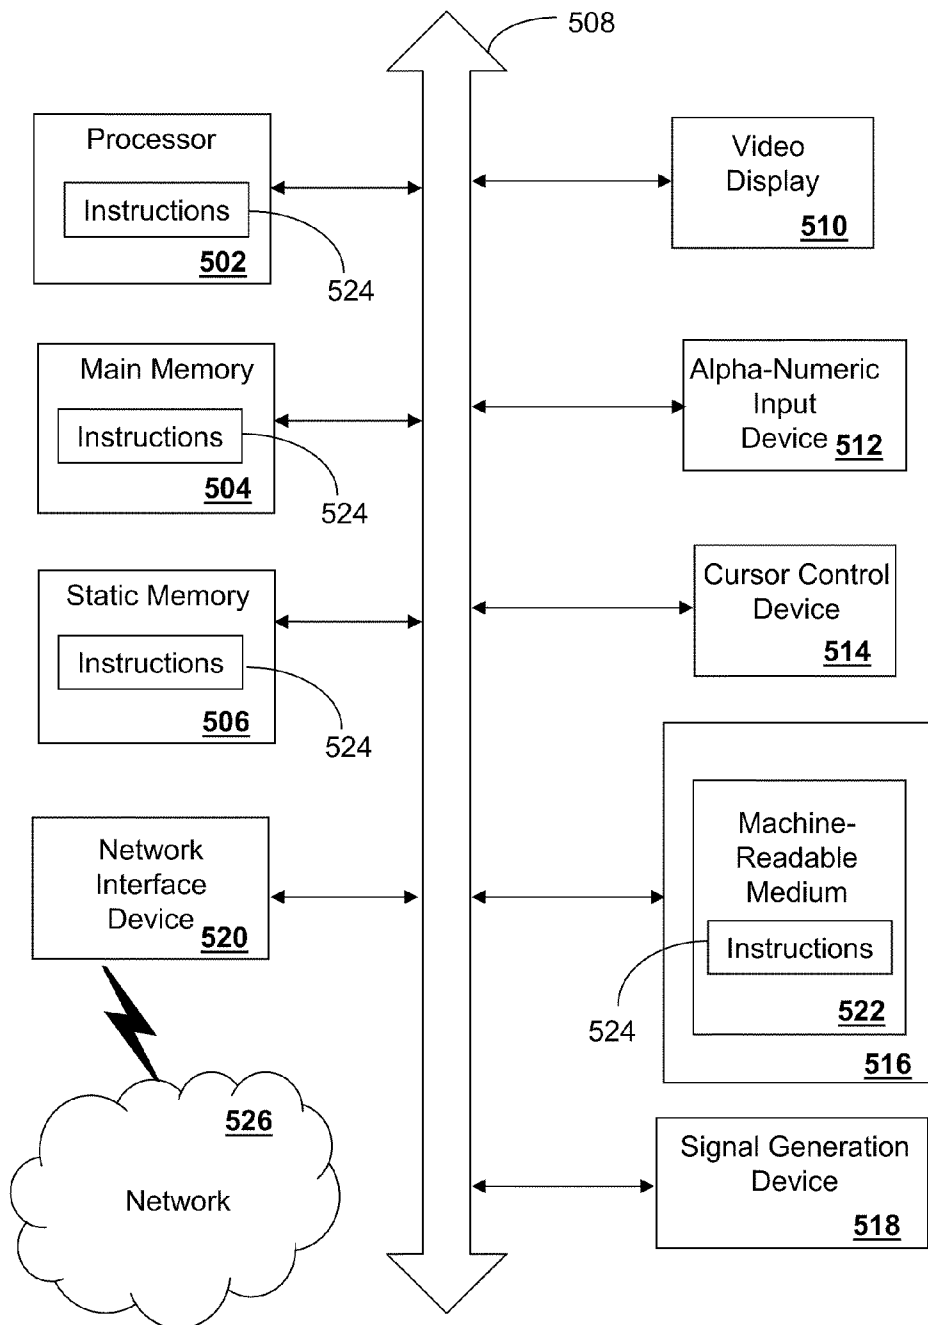 508
Processor
Instructions
502
524
Main Memory
Instructions
504
524
Static Memory
Instructions
506
524
Network
Interface
Device
520
526
Network
Video
Display
510
Alpha-Numeric
Input
Device
512
Cursor Control
Device
514
Machine-
Readable
Medium
Instructions
522
524
516
Signal Generation
Device
518